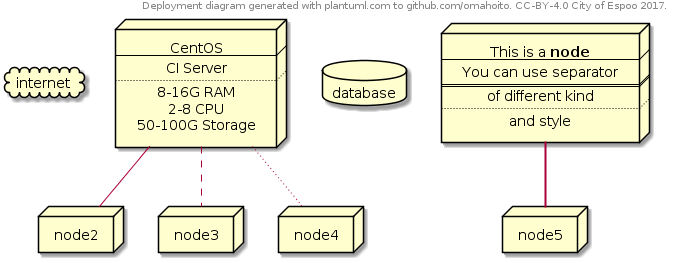 Deployment diagram generated with plantuml.com to github.com/omahoito. CC-BY-4.0 City of Espoo 2017.
internet
CentOS
CI Server
8-16G RAM
2-8 CPU
50-100G Storage
database
This is a node
You can use separator
of different kind
and style
node2
node3
node4
node5